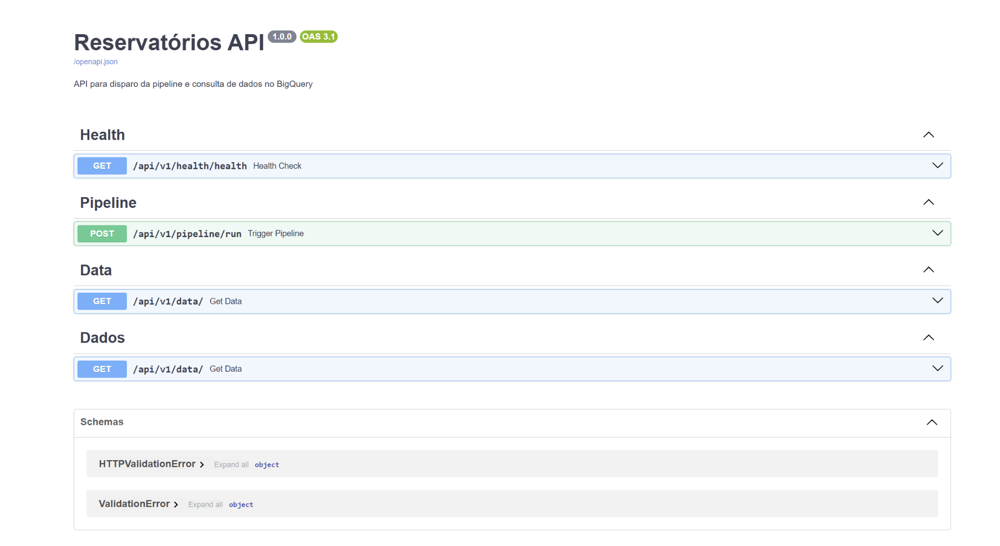 Reservatórios API 1.0.0 OAS 3.1
/openapi.json
API para disparo da pipeline e consulta de dados no BigQuery
Health
GET /api/v1/health/health Health Check
Pipeline
POST /api/v1/pipeline/run Trigger Pipeline
Data
GET /api/v1/data/ Get Data
Dados
GET /api/v1/data/ Get Data
Schemas
HTTPValidationError Expand all object
ValidationError Expand all object